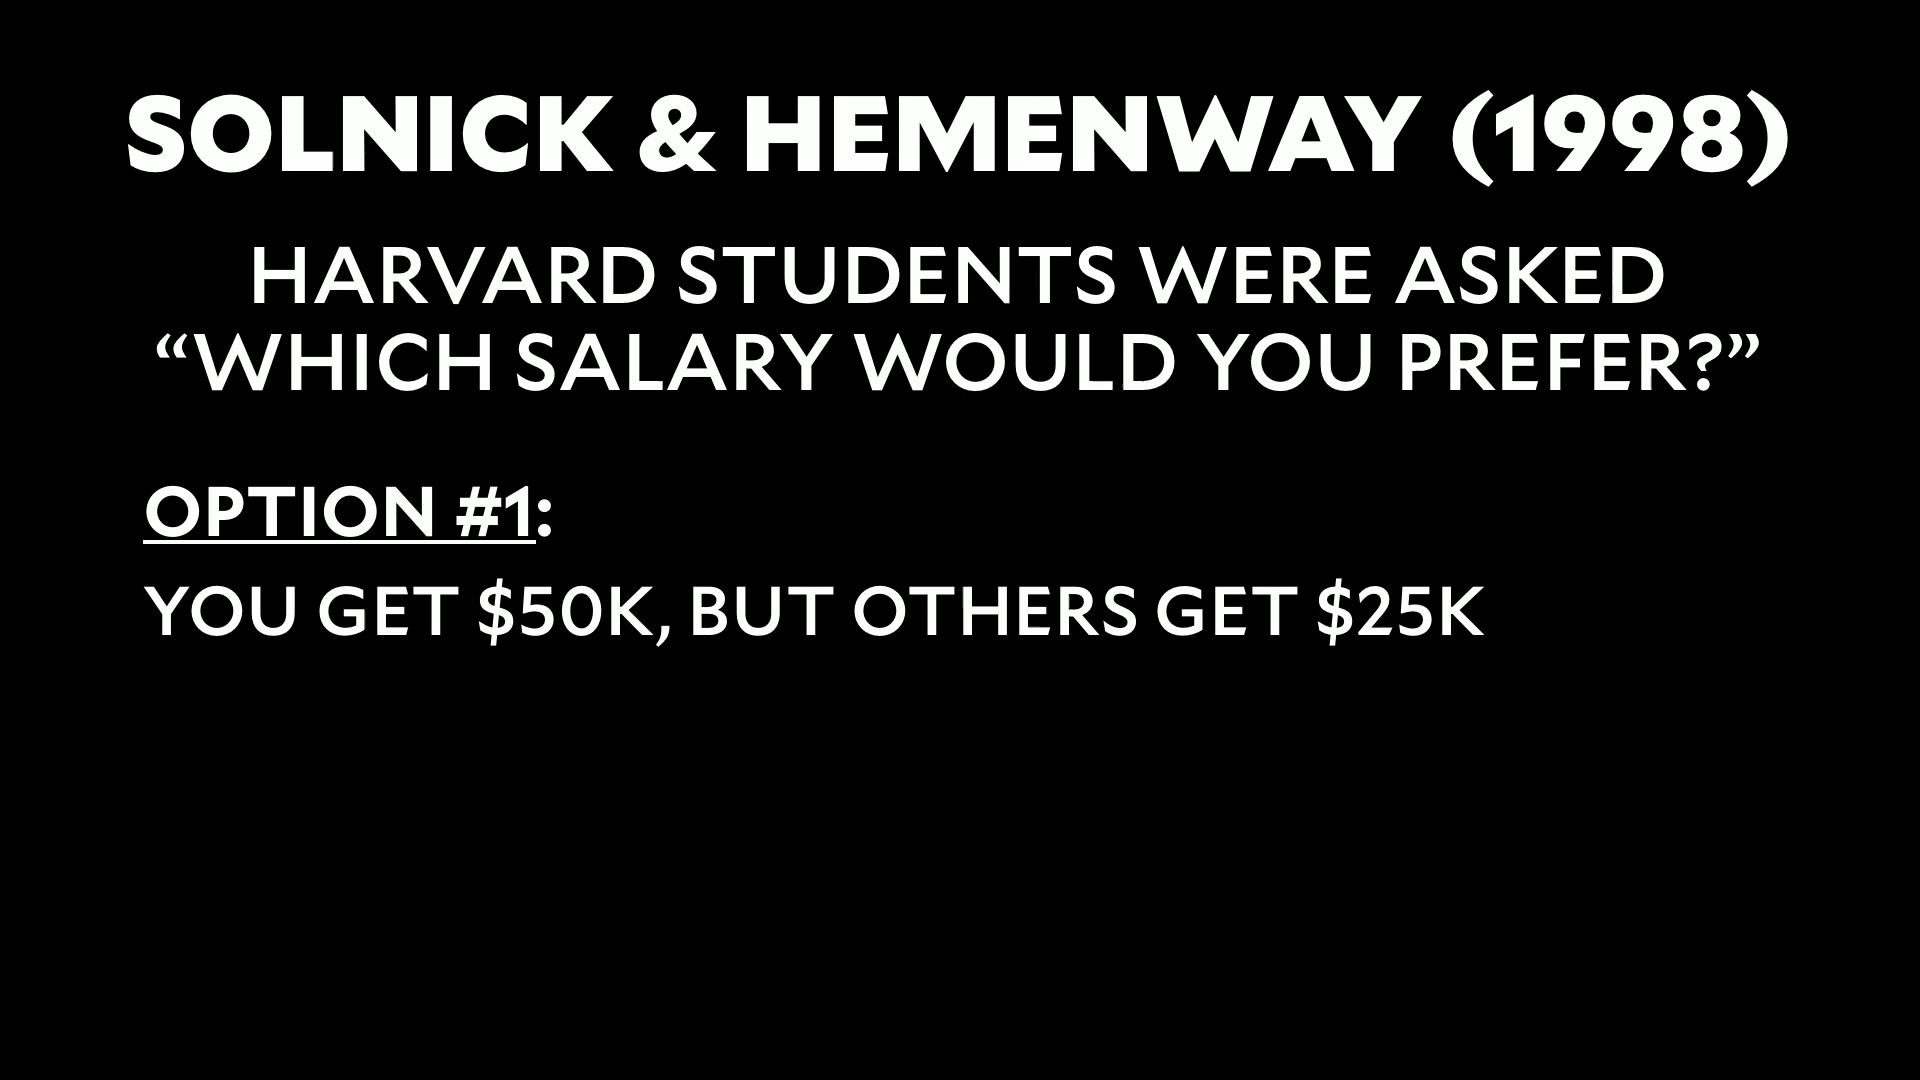 SOLNICK & HEMENWAY (1998)
HARVARD STUDENTS WERE ASKED
“WHICH SALARY WOULD YOU PREFER?”
OPTION #1:
YOU GET $50K, BUT OTHERS GET $25K